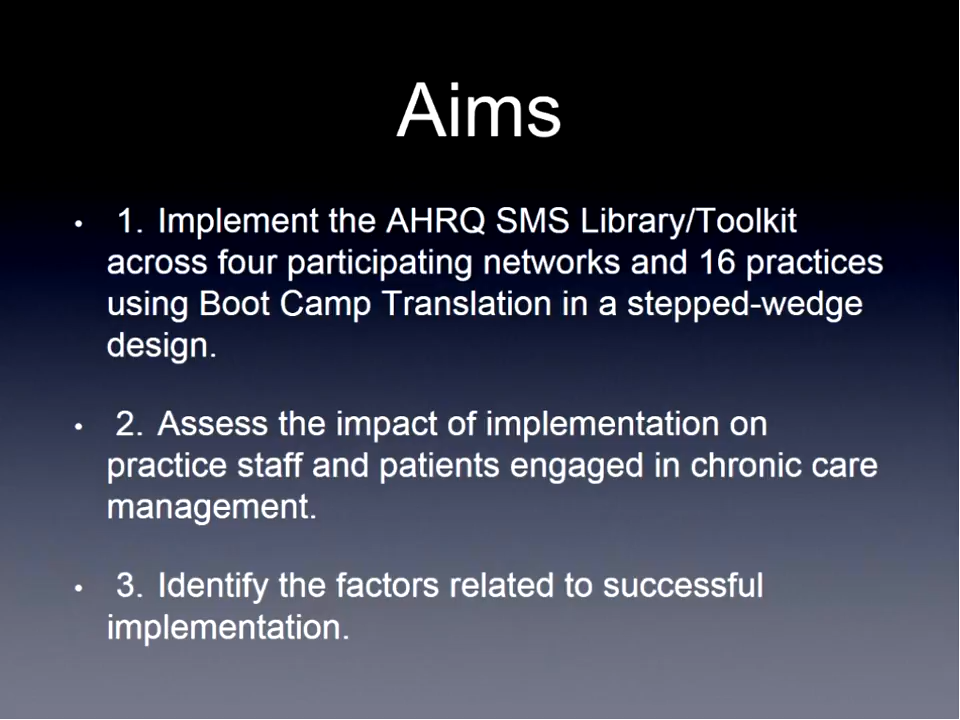 Aims
• 1. Implement the AHRQ SMS Library/Toolkit
across four participating networks and 16 practices
using Boot Camp Translation in a stepped-wedge
design.
• 2. Assess the impact of implementation on
practice staff and patients engaged in chronic care
management.
• 3. Identify the factors related to successful
implementation.